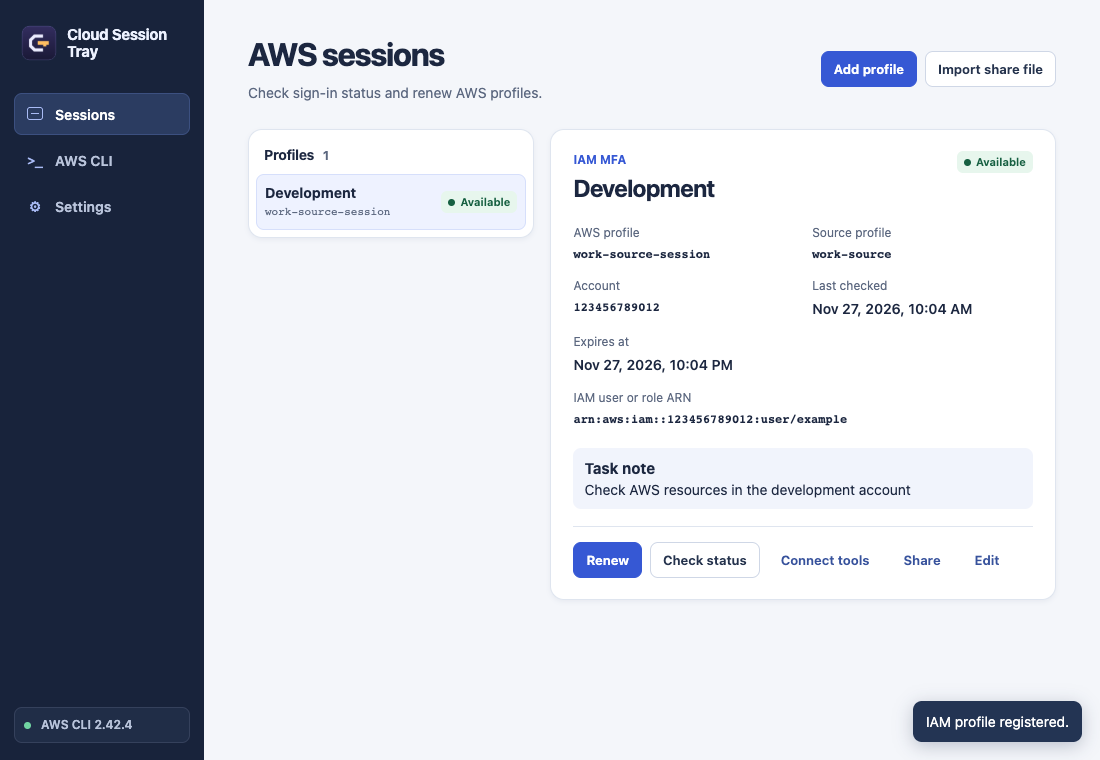 Cloud Session
Tray
Sessions
>_ AWS CLI
Settings
AWS CLI 2.42.4
AWS sessions
Check sign-in status and renew AWS profiles.
Add profile
Import share file
Profiles 1
Development
work-source-session
Available
IAM MFA
Available
Development
AWS profile
work-source-session
Source profile
work-source
Account
123456789012
Last checked
Nov 27, 2026, 10:04 AM
Expires at
Nov 27, 2026, 10:04 PM
IAM user or role ARN
arn:aws:iam::123456789012:user/example
Task note
Check AWS resources in the development account
Renew
Check status
Connect tools
Share
Edit
IAM profile registered.